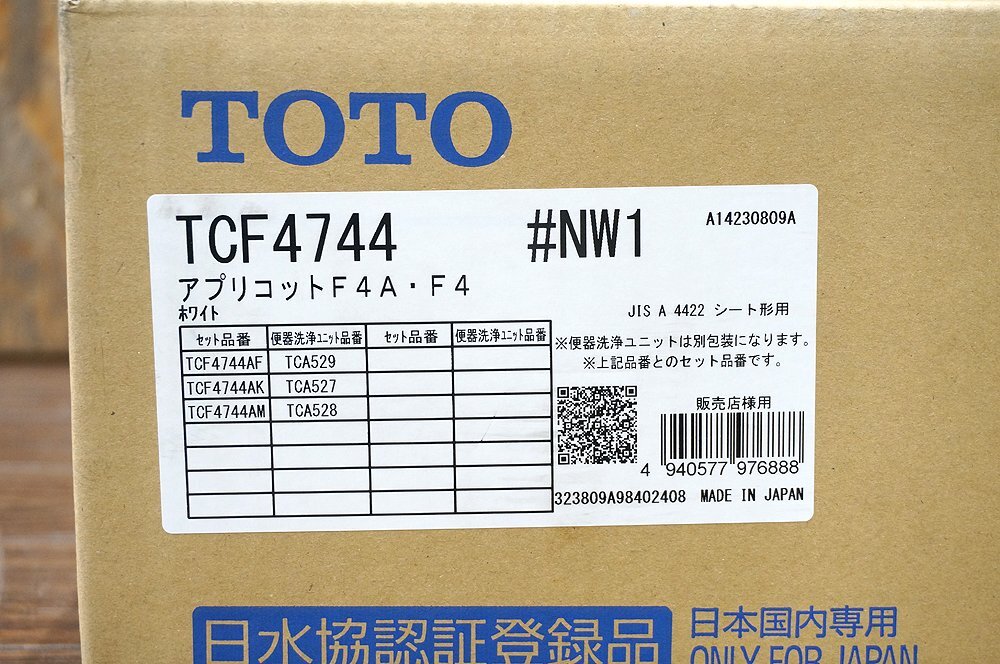 TOTO
TCF4744 #NW1 A14230809A
アプリコットF4A・F4
ホワイト
JIS A 4422 シート形用
セット品番 便器洗浄ユニット品番 セット品番 便器洗浄ユニット品番
TCF4744AF TCA529
TCF4744AK TCA527
TCF4744AM TCA528
※便器洗浄ユニットは別包装になります。
※上記品番とのセット品番です。
販売店様用
4 940577 976888
323809A98402408 MADE IN JAPAN
日水協認証登録品
日本国内専用
ONLY FOR JAPAN